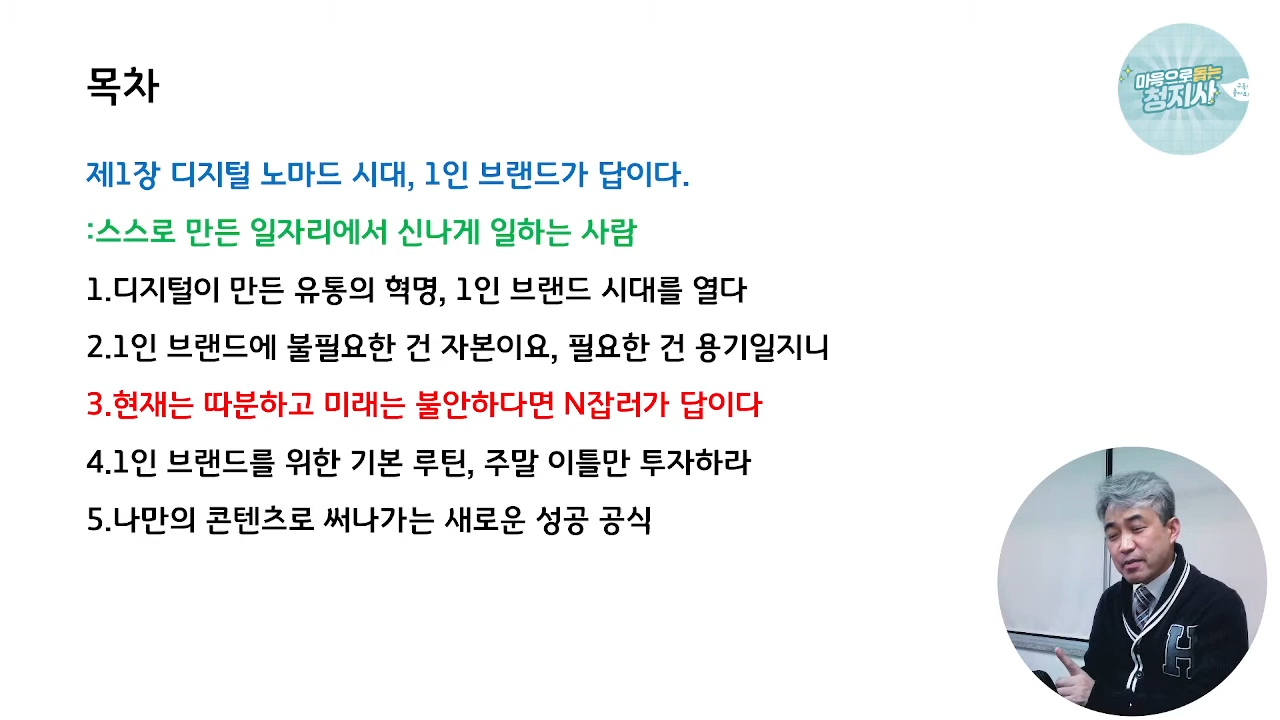 목차
마음으로돕는
청지사
제1장 디지털 노마드 시대, 1인 브랜드가 답이다.
:스스로 만든 일자리에서 신나게 일하는 사람
1.디지털이 만든 유통의 혁명, 1인 브랜드 시대를 열다
2.1인 브랜드에 불필요한 건 자본이요, 필요한 건 용기일지니
3.현재는 따분하고 미래는 불안하다면 N잡러가 답이다
4.1인 브랜드를 위한 기본 루틴, 주말 이틀만 투자하라
5.나만의 콘텐츠로 써나가는 새로운 성공 공식
H